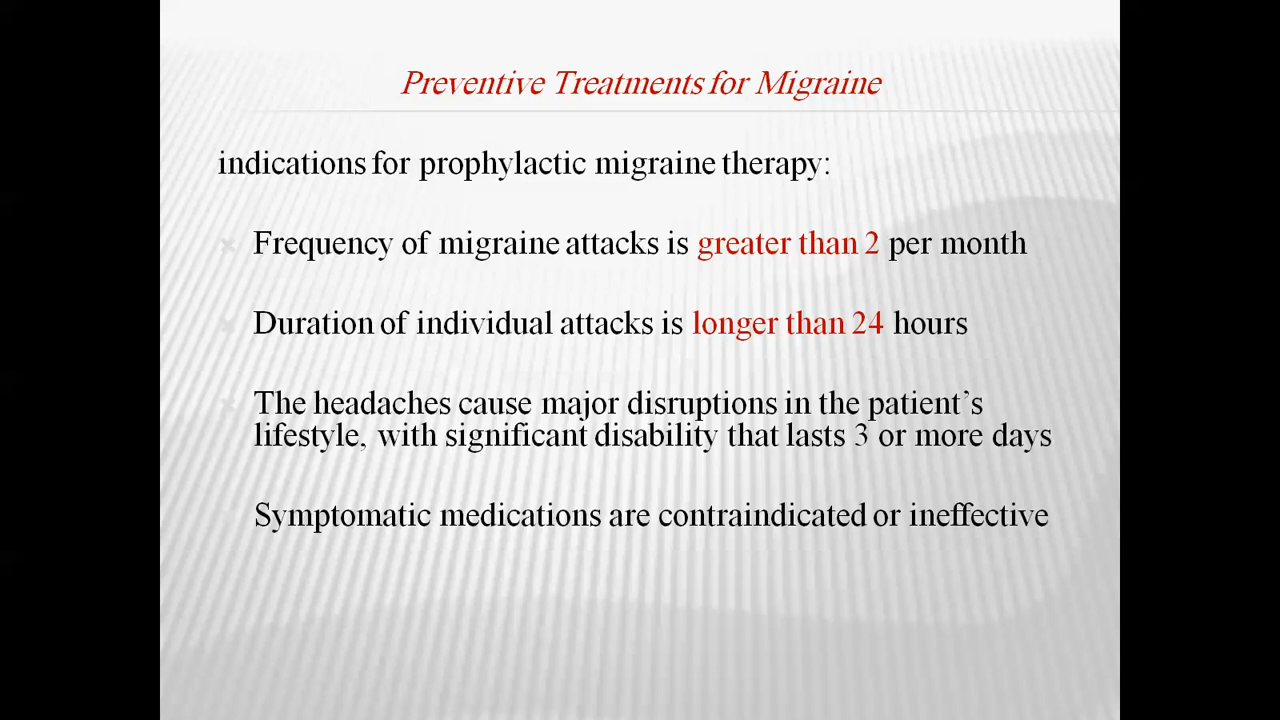 Preventive Treatments for Migraine
indications for prophylactic migraine therapy:
Frequency of migraine attacks is greater than 2 per month
Duration of individual attacks is longer than 24 hours
The headaches cause major disruptions in the patient’s
lifestyle, with significant disability that lasts 3 or more days
Symptomatic medications are contraindicated or ineffective